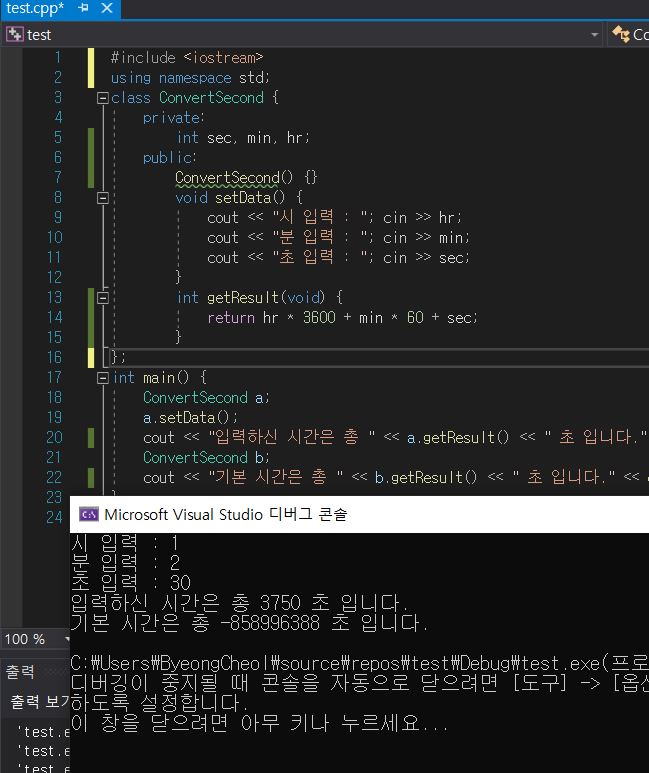 test.cpp*
test
1 #include <iostream>
2 using namespace std;
3 class ConvertSecond {
4 private:
5 int sec, min, hr;
6 public:
7 ConvertSecond() {}
8 void setData() {
9 cout << "시 입력 : "; cin >> hr;
10 cout << "분 입력 : "; cin >> min;
11 cout << "초 입력 : "; cin >> sec;
12 }
13 int getResult(void) {
14 return hr * 3600 + min * 60 + sec;
15 }
16 };
17 int main() {
18 ConvertSecond a;
19 a.setData();
20 cout << "입력하신 시간은 총 " << a.getResult() << " 초 입니다."
21 ConvertSecond b;
22 cout << "기본 시간은 총 " << b.getResult() << " 초 입니다." <<
23 }
24
Microsoft Visual Studio 디버그 콘솔
시 입력 : 1
분 입력 : 2
초 입력 : 30
입력하신 시간은 총 3750 초 입니다.
기본 시간은 총 -858996388 초 입니다.
C:₩Users₩ByeongCheol₩source₩repos₩test₩Debug₩test.exe(프로
디버깅이 중지될 때 콘솔을 자동으로 닫으려면 [도구] -> [옵션
하도록 설정합니다.
이 창을 닫으려면 아무 키나 누르세요...
100 %
출력
출력 보기
'test.e
'test.e
'test.e